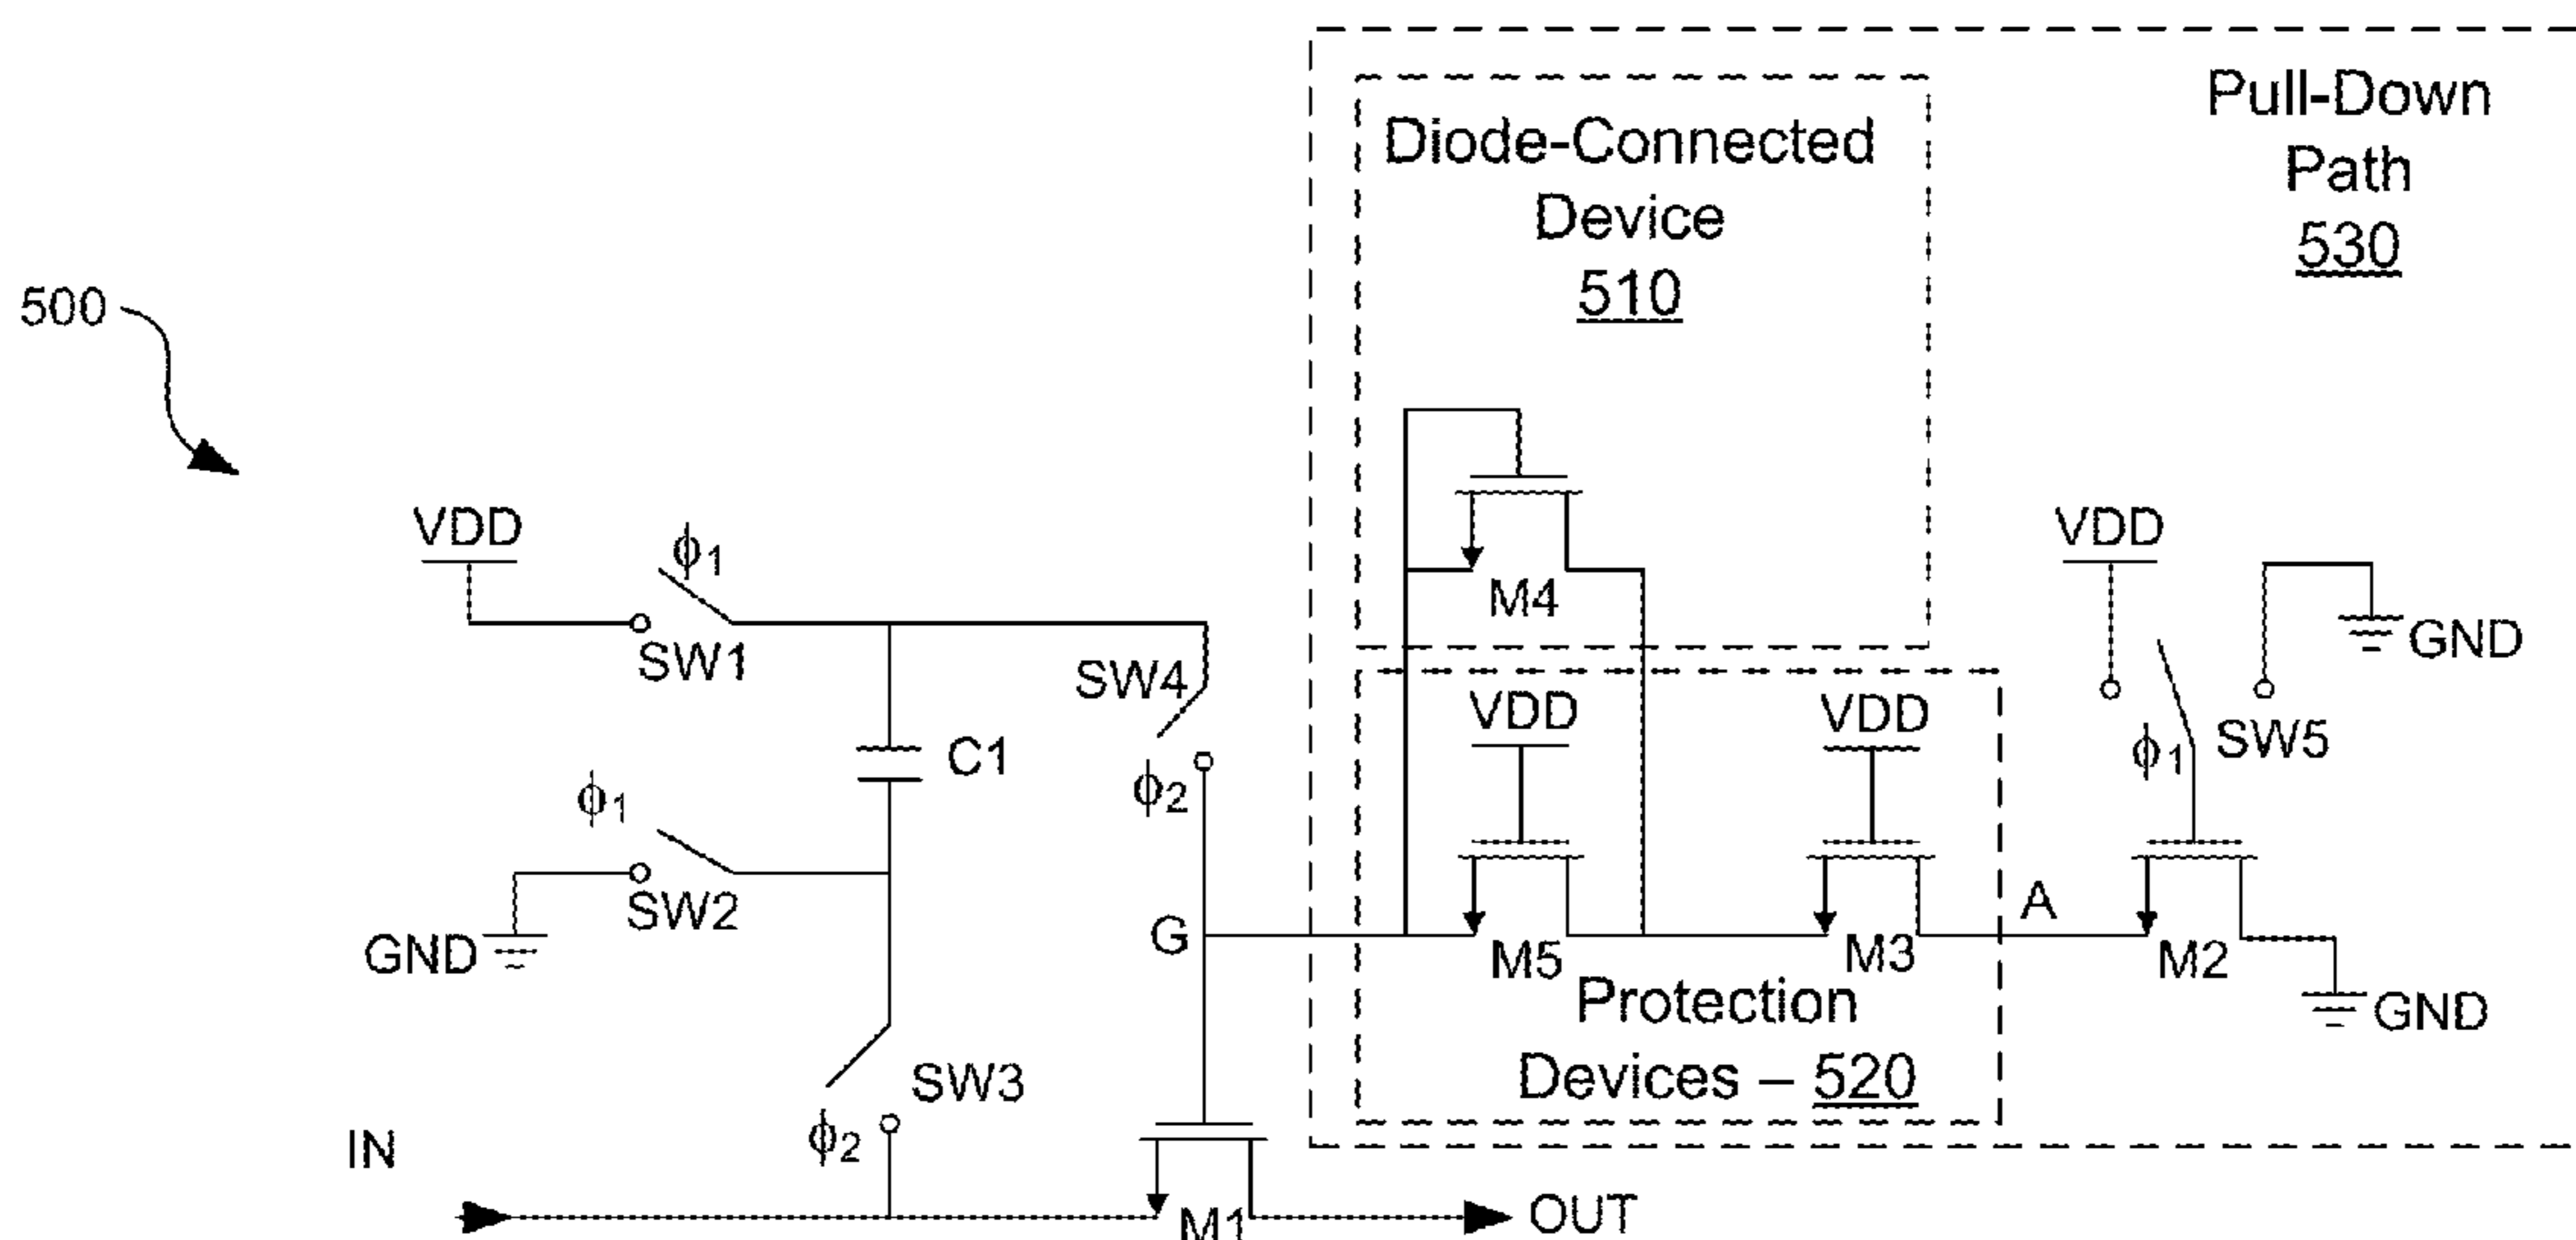 Pull-Down
Path
530
Diode-Connected
Device
510
500
VDD
ϕ1
SW1
M4
VDD
GND
SW4
VDD
VDD
ϕ1
SW5
C1
ϕ2
ϕ1
SW2
GND
G
M5
M3
A
M2
GND
Protection
Devices – 520
SW3
ϕ2
IN
M1
OUT